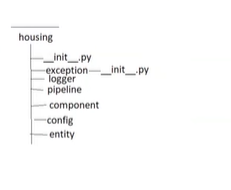 housing
__init__.py
exception—__init__.py
logger
pipeline
component
config
entity